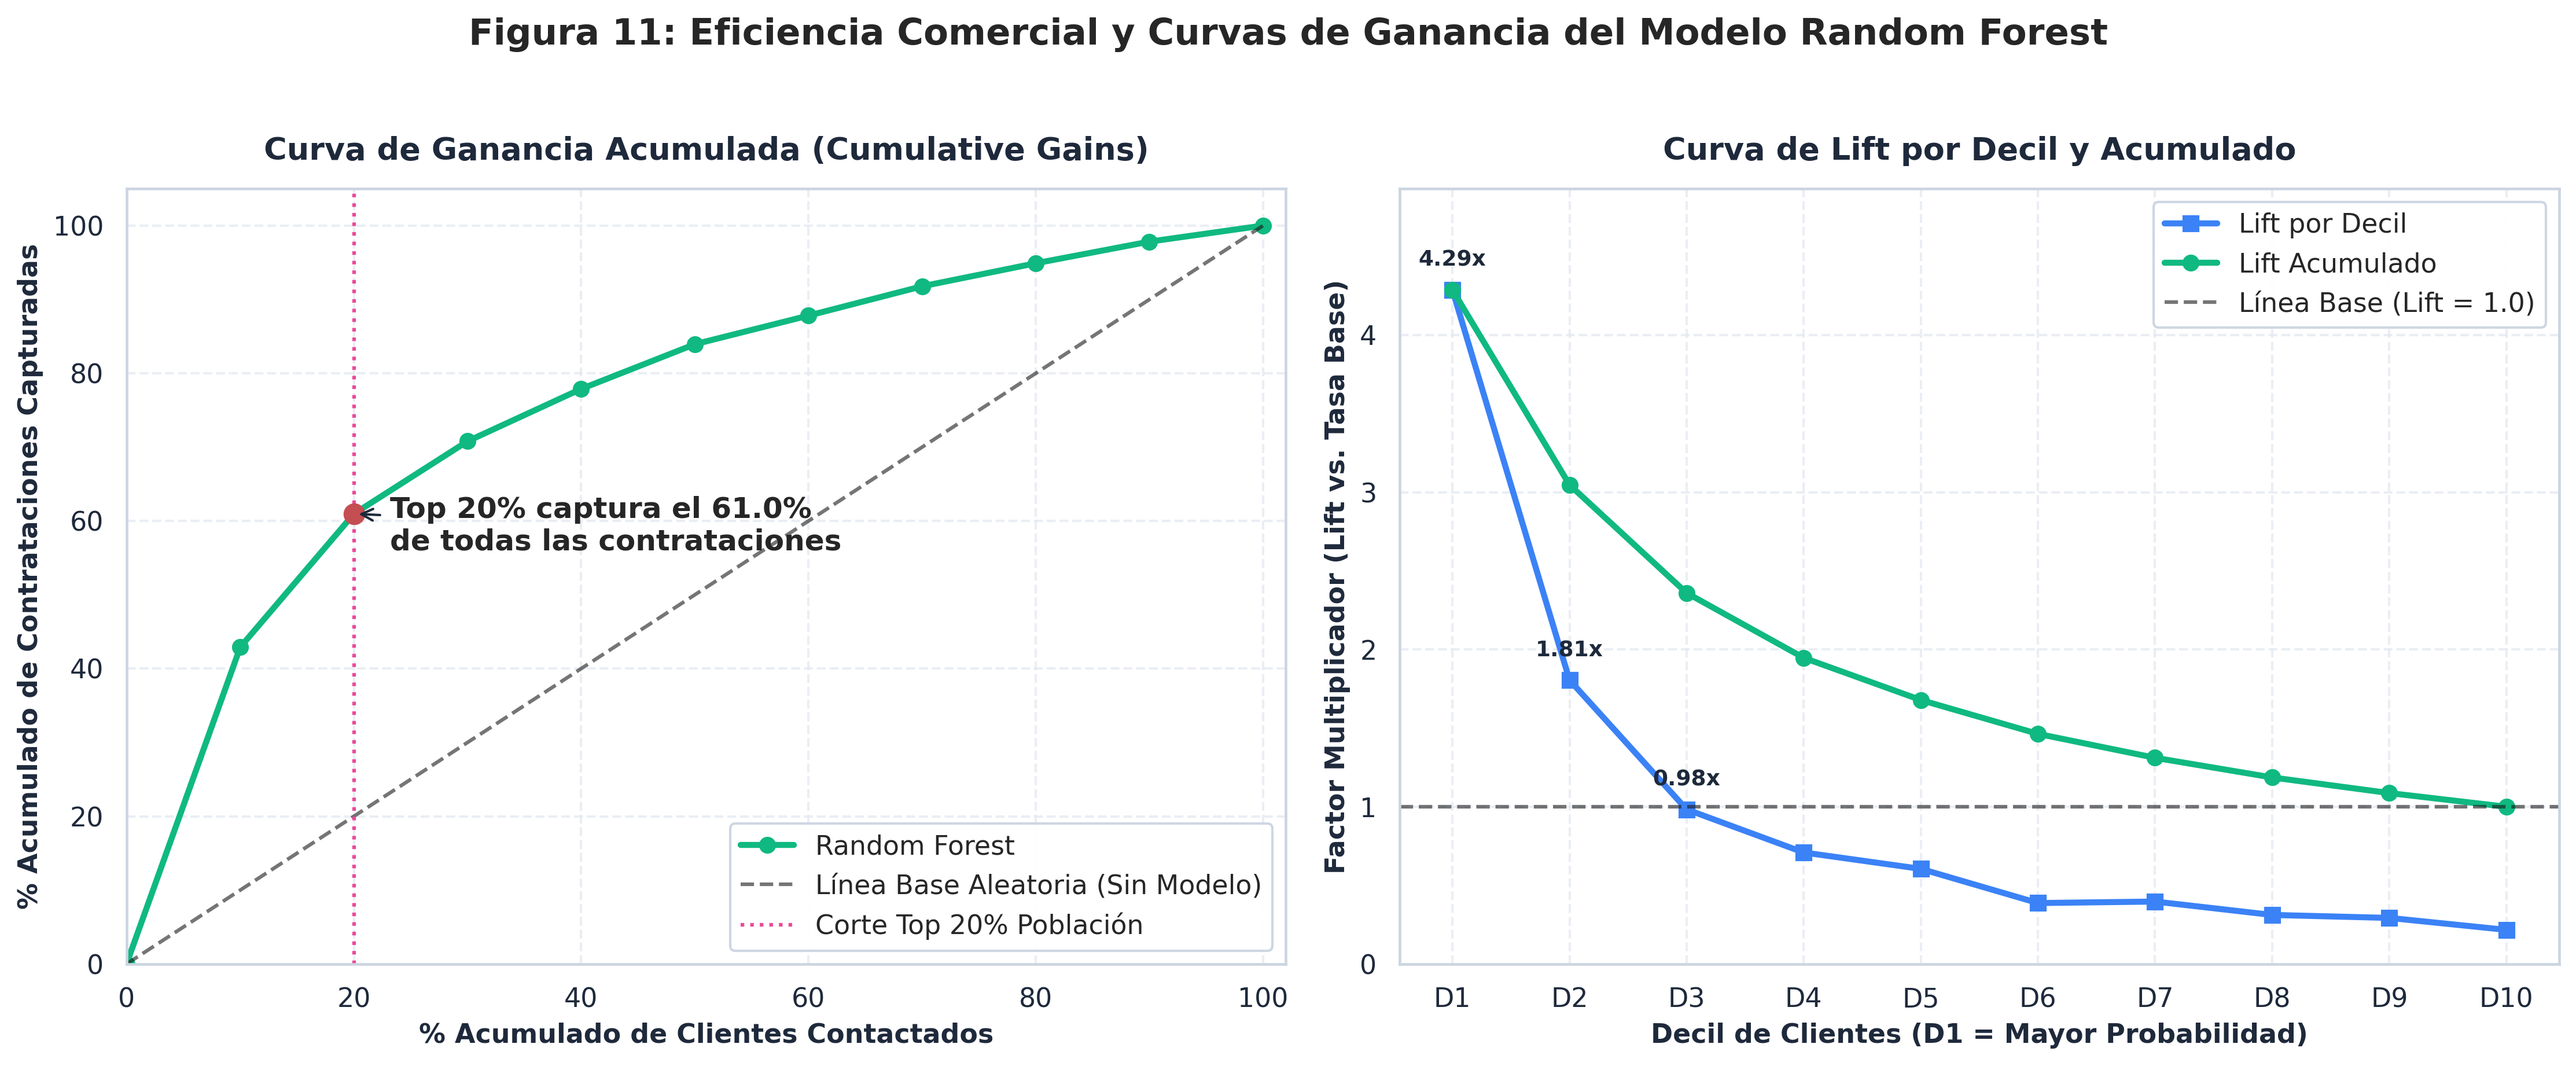 Figura 11: Eficiencia Comercial y Curvas de Ganancia del Modelo Random Forest
Curva de Ganancia Acumulada (Cumulative Gains)
% Acumulado de Contrataciones Capturadas
100
80
60
40
20
0
Top 20% captura el 61.0%
de todas las contrataciones
Random Forest
Línea Base Aleatoria (Sin Modelo)
Corte Top 20% Población
0 20 40 60 80 100
% Acumulado de Clientes Contactados
Curva de Lift por Decil y Acumulado
Factor Multiplicador (Lift vs. Tasa Base)
4
3
2
1
0
4.29x
1.81x
0.98x
Lift por Decil
Lift Acumulado
Línea Base (Lift = 1.0)
D1 D2 D3 D4 D5 D6 D7 D8 D9 D10
Decil de Clientes (D1 = Mayor Probabilidad)